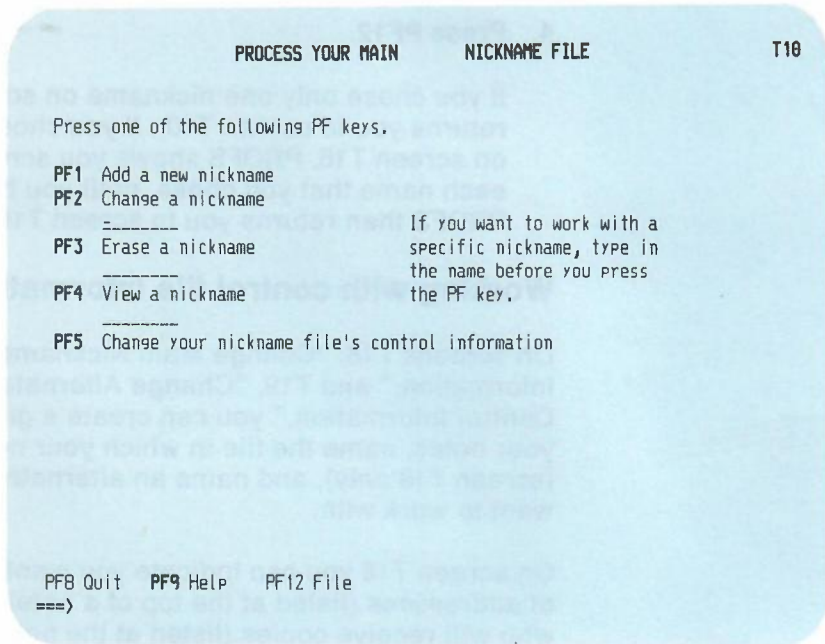 PROCESS YOUR MAIN NICKNAME FILE T10
Press one of the following PF keys.
PF1 Add a new nickname
PF2 Change a nickname
PF3 Erase a nickname
PF4 View a nickname
If you want to work with a
specific nickname, type in
the name before you press
the PF key.
PF5 Change your nickname file's control information
PF8 Quit PF9 Help PF12 File
===>